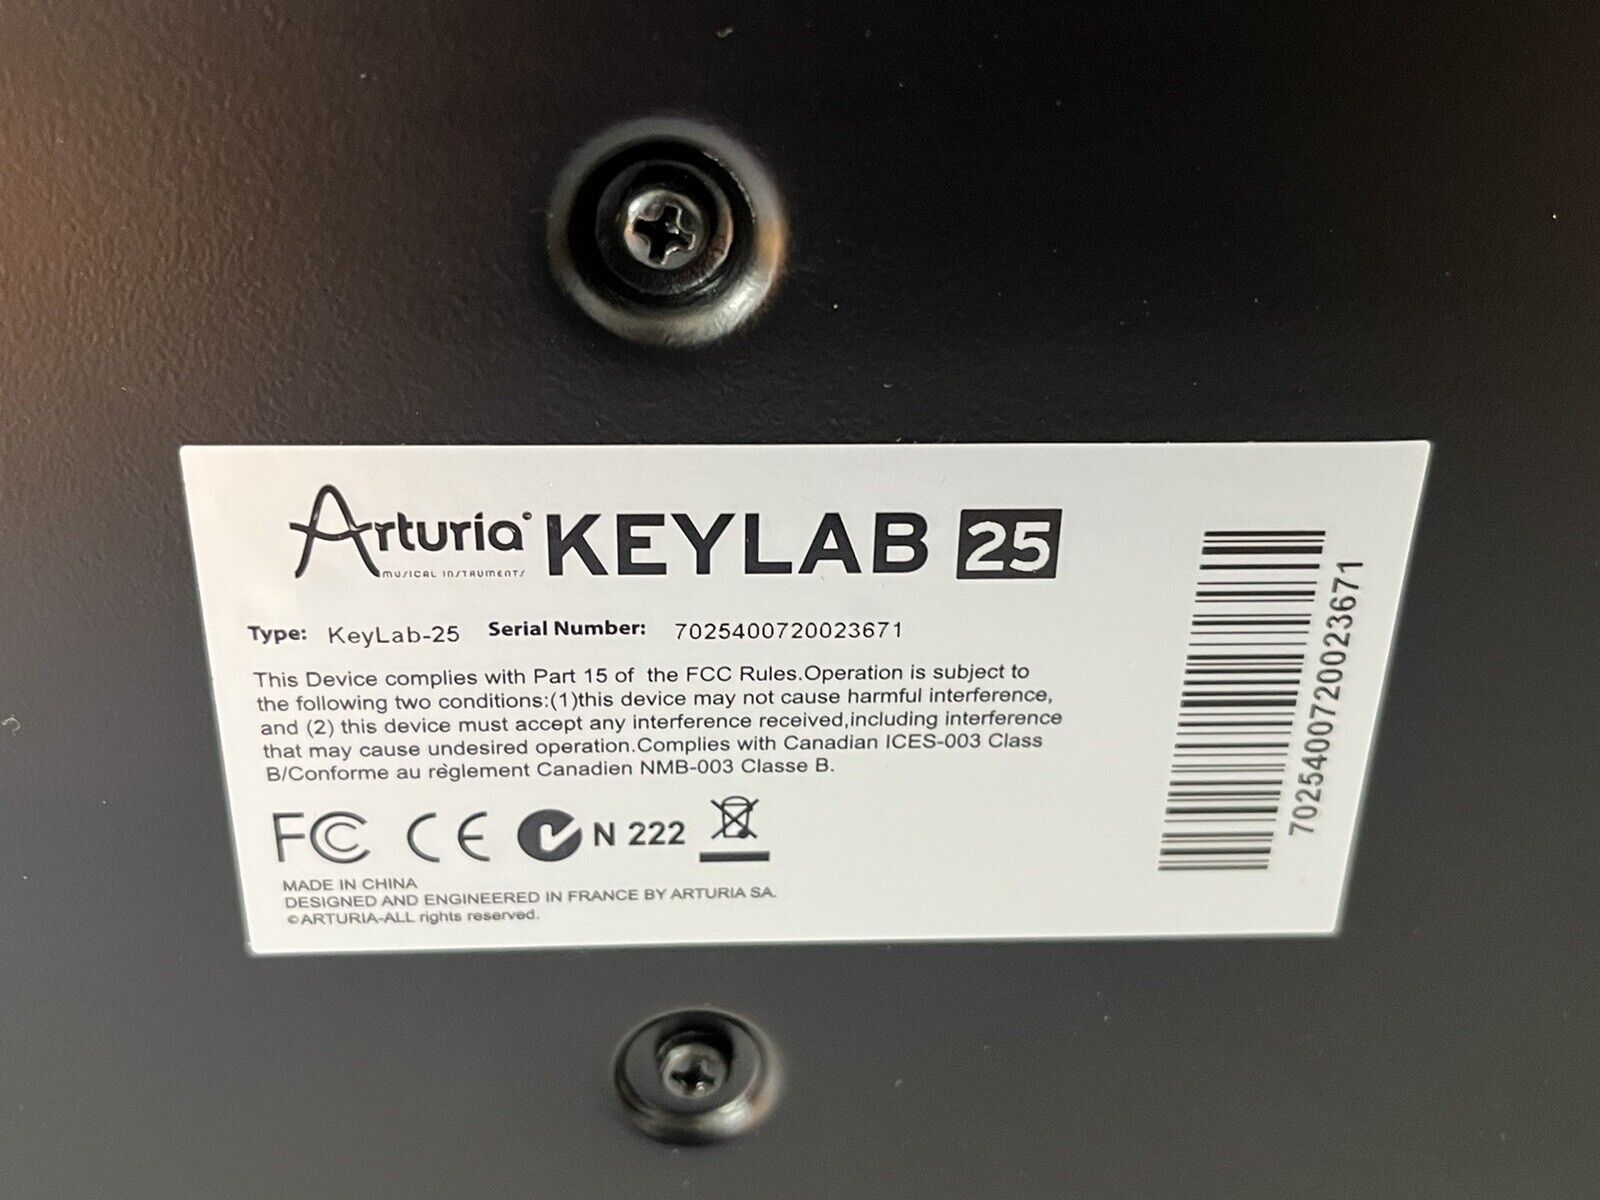 Arturia© KEYLAB 25
MUSICAL INSTRUMENTS
Type: KeyLab-25 Serial Number: 7025400720023671
This Device complies with Part 15 of the FCC Rules.Operation is subject to
the following two conditions:(1)this device may not cause harmful interference,
and (2) this device must accept any interference received,including interference
that may cause undesired operation.Complies with Canadian ICES-003 Class
B/Conforme au règlement Canadien NMB-003 Classe B.
FC CE N 222
MADE IN CHINA
DESIGNED AND ENGINEERED IN FRANCE BY ARTURIA SA.
©ARTURIA-ALL rights reserved.
7025400720023671